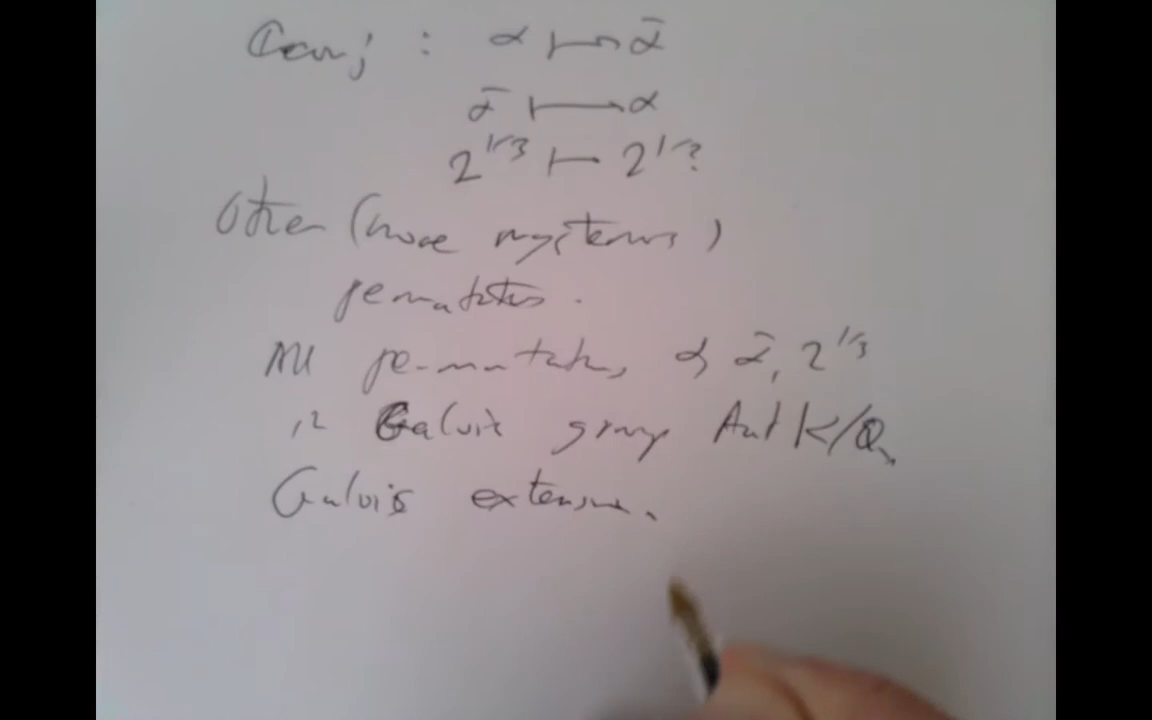 Conj : α ↦ ᾱ
ᾱ ↦ α
2^{1/3} ↦ 2^{1/3}
Other (more mysterious)
permutations.
All permutations, α, ᾱ, 2^{1/3}
in Galois group Aut K/Q,
Galois extension.